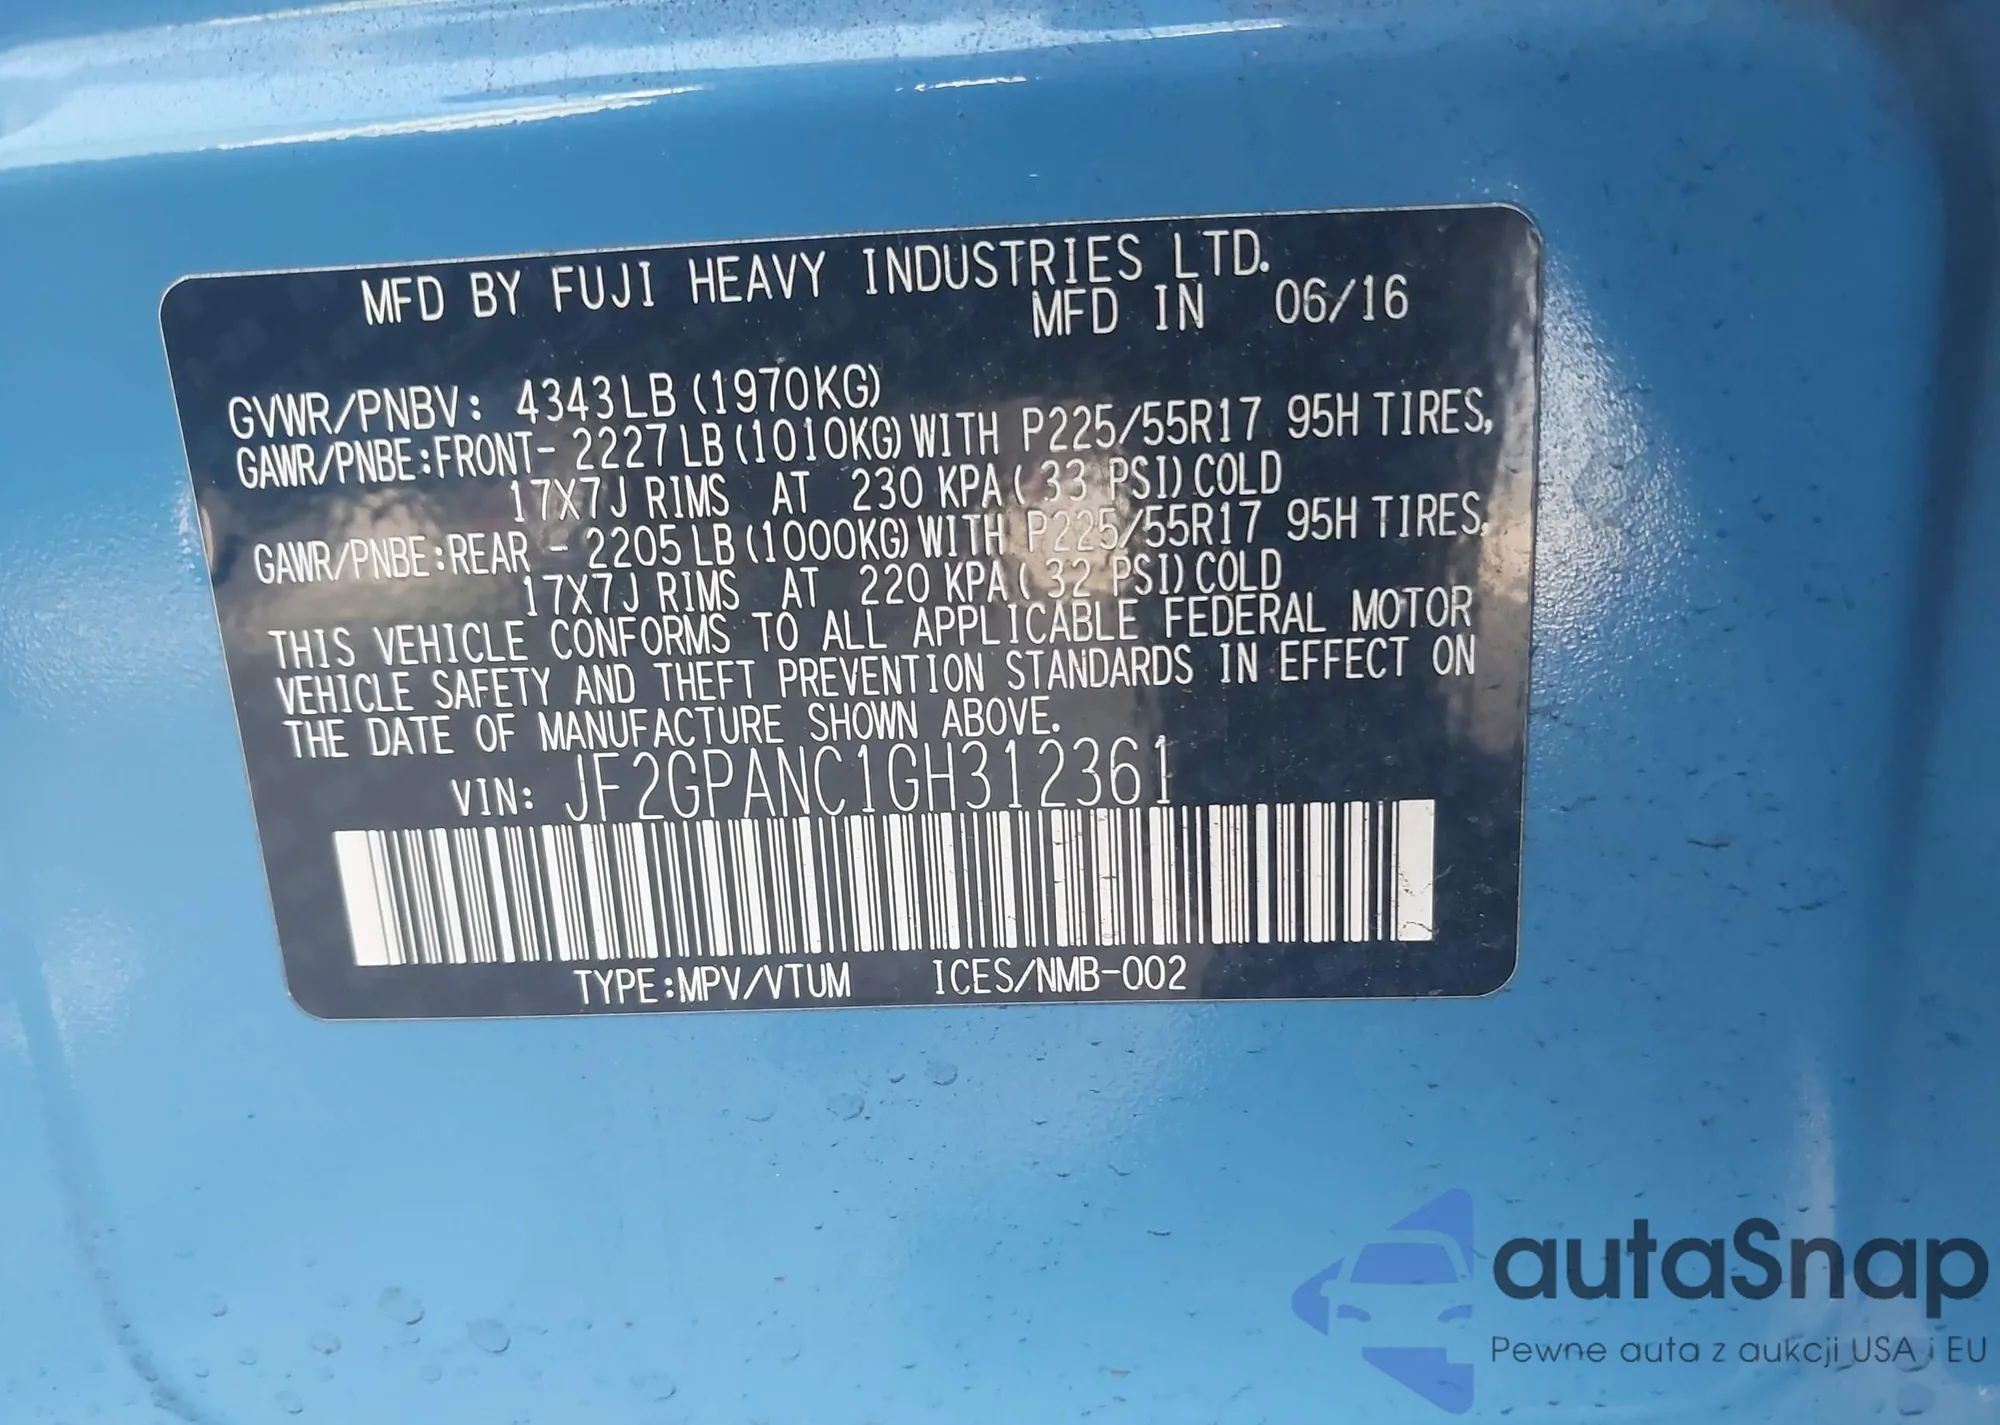 MFD BY FUJI HEAVY INDUSTRIES LTD.
MFD IN 06/16
GVWR/PNBV: 4343LB(1970KG)
GAWR/PNBE:FRONT- 2227LB(1010KG)WITH P225/55R17 95H TIRES,
17X7J RIMS AT 230 KPA( 33 PSI)COLD
GAWR/PNBE:REAR - 2205LB(1000KG)WITH P225/55R17 95H TIRES,
17X7J RIMS AT 220 KPA( 32 PSI)COLD
THIS VEHICLE CONFORMS TO ALL APPLICABLE FEDERAL MOTOR
VEHICLE SAFETY AND THEFT PREVENTION STANDARDS IN EFFECT ON
THE DATE OF MANUFACTURE SHOWN ABOVE.
VIN: JF2GPANC1GH312361
TYPE:MPV/VTUM ICES/NMB-002
autaSnap
Pewne auta z aukcji USA i EU